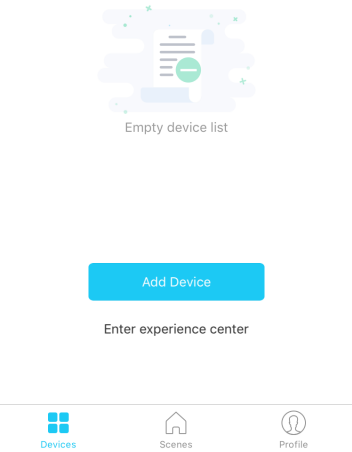 Empty device list
Add Device
Enter experience center
Devices
Scenes
Profile